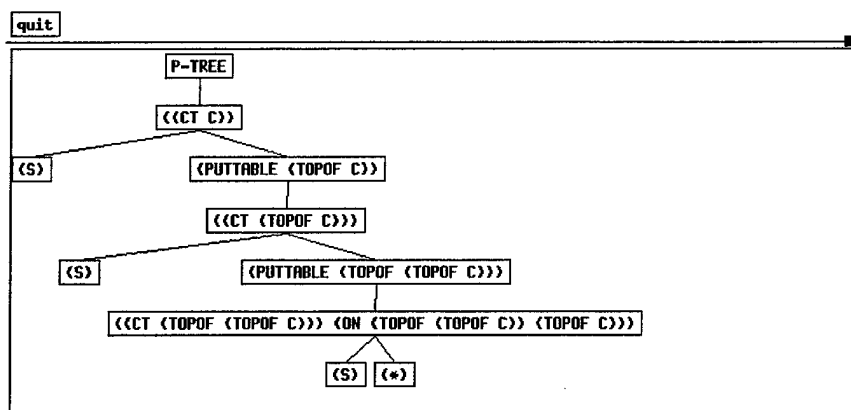 quit
P-TREE
((CT C))
(S) (PUTTABLE (TOPOF C))
((CT (TOPOF C)))
(S) (PUTTABLE (TOPOF (TOPOF C)))
((CT (TOPOF (TOPOF C))) (ON (TOPOF (TOPOF C)) (TOPOF C)))
(S) (*)